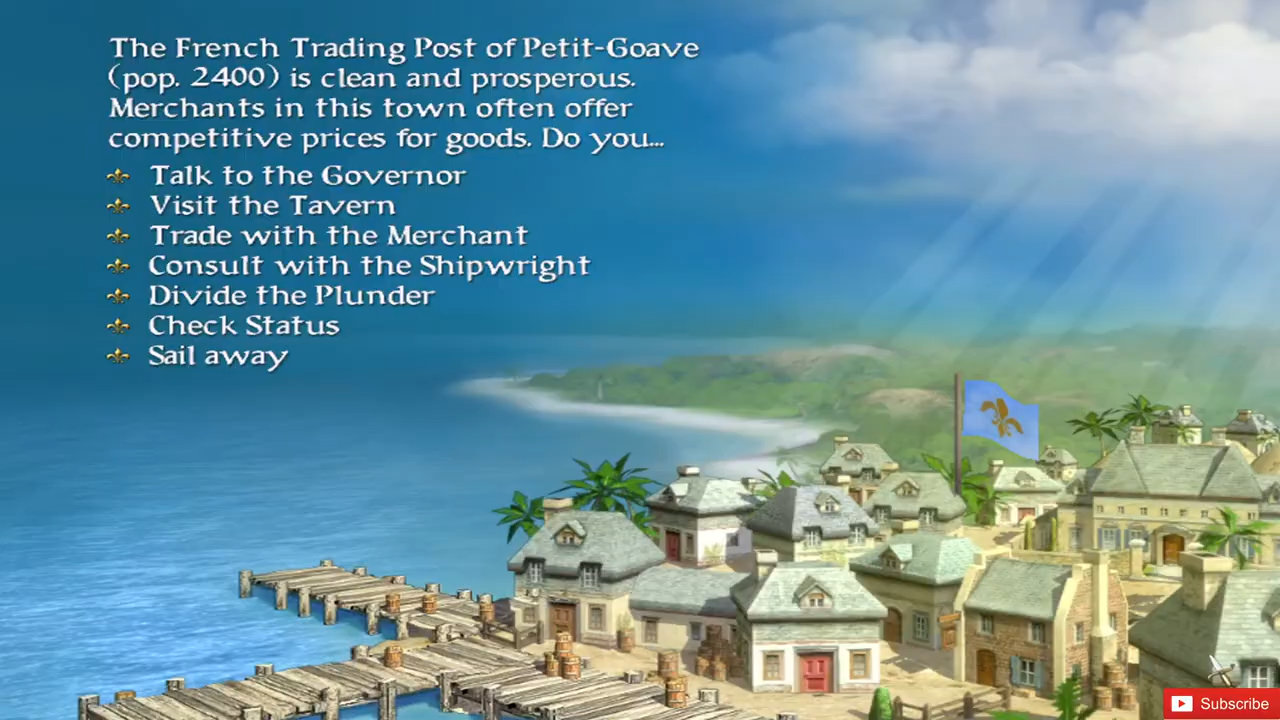 The French Trading Post of Petit-Goave
(pop. 2400) is clean and prosperous.
Merchants in this town often offer
competitive prices for goods. Do you...
Talk to the Governor
Visit the Tavern
Trade with the Merchant
Consult with the Shipwright
Divide the Plunder
Check Status
Sail away
Subscribe